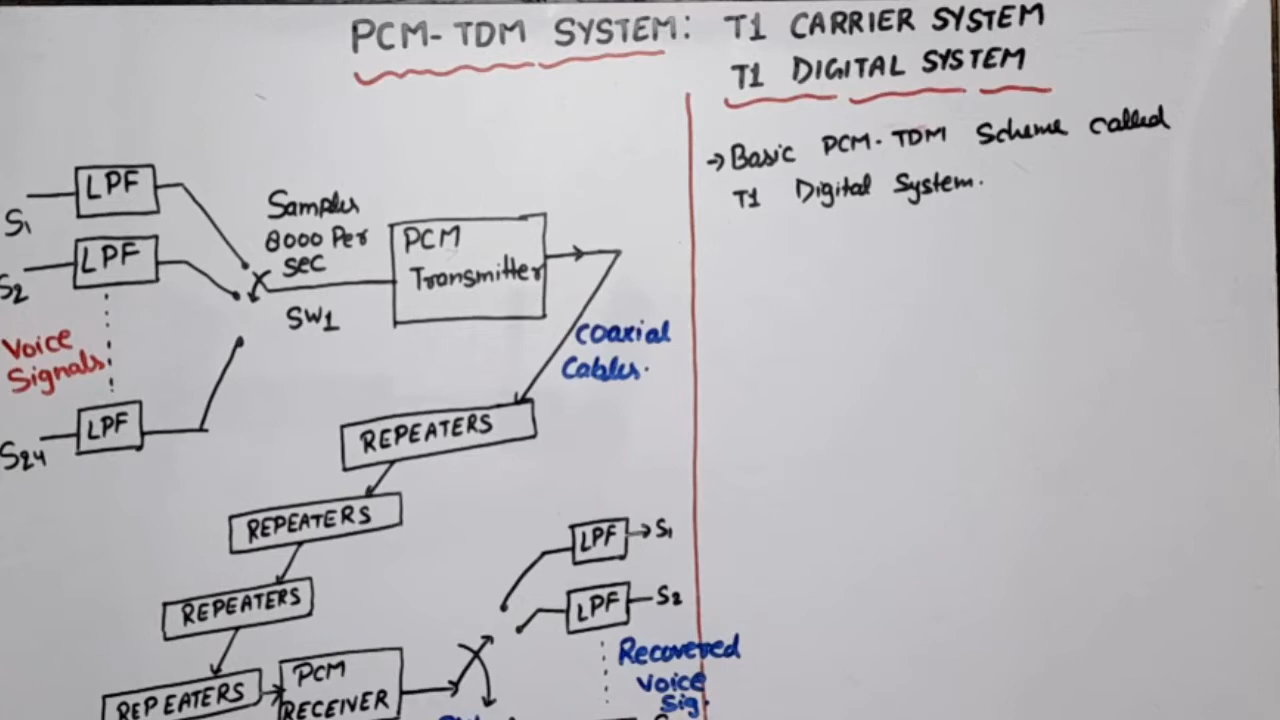 PCM-TDM SYSTEM: T1 CARRIER SYSTEM
T1 DIGITAL SYSTEM
→ Basic PCM-TDM Scheme called
T1 Digital System.
S1
LPF
S2
LPF
Voice
Signals.
S24
LPF
Samples
8000 Per
sec
SW1
PCM
Transmitter
Coaxial
Cables.
REPEATERS
REPEATERS
REPEATERS
REPEATERS
PCM
RECEIVER
LPF
S1
LPF
S2
Recovered
Voice
Sig.